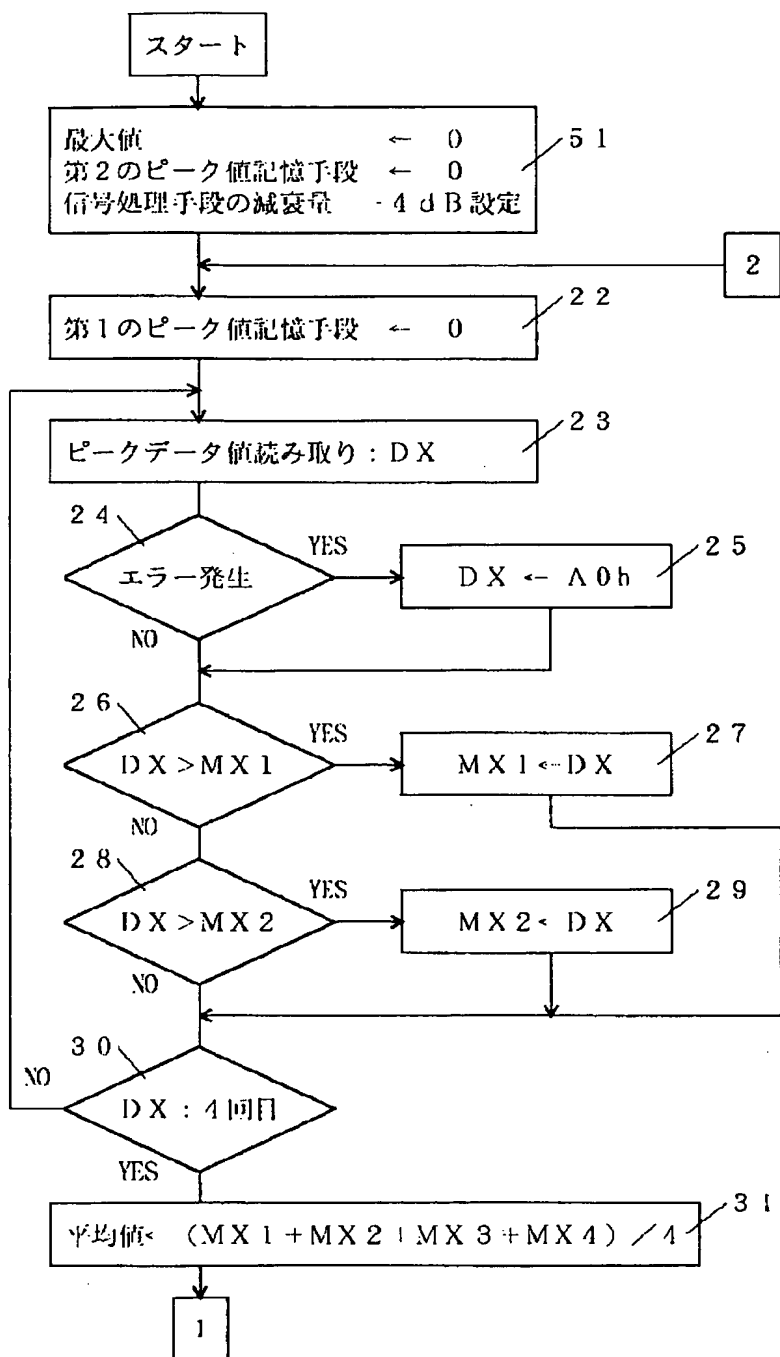 スタート
最大値 ← 0
第2のピーク値記憶手段 ← 0
信号処理手段の減衰量 -4dB設定
51
2
第1のピーク値記憶手段 ← 0
22
ピークデータ値読み取り:DX
23
24
エラー発生
YES
DX ← A0h
25
NO
26
DX>MX1
YES
MX1←DX
27
NO
28
DX>MX2
YES
MX2← DX
29
NO
30
NO
DX:4回目
YES
平均値← (MX1+MX2+MX3+MX4)/4
31
1